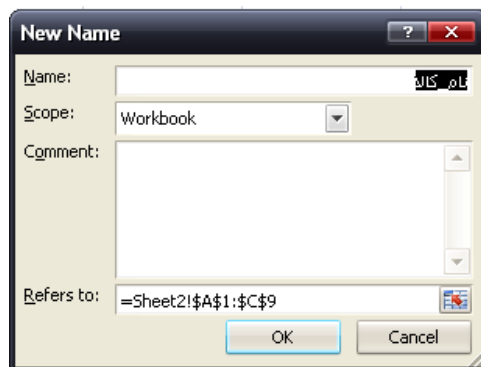 New Name
Name: نام_کالا
Scope: Workbook
Comment:
Refers to: =Sheet2!$A$1:$C$9
OK Cancel